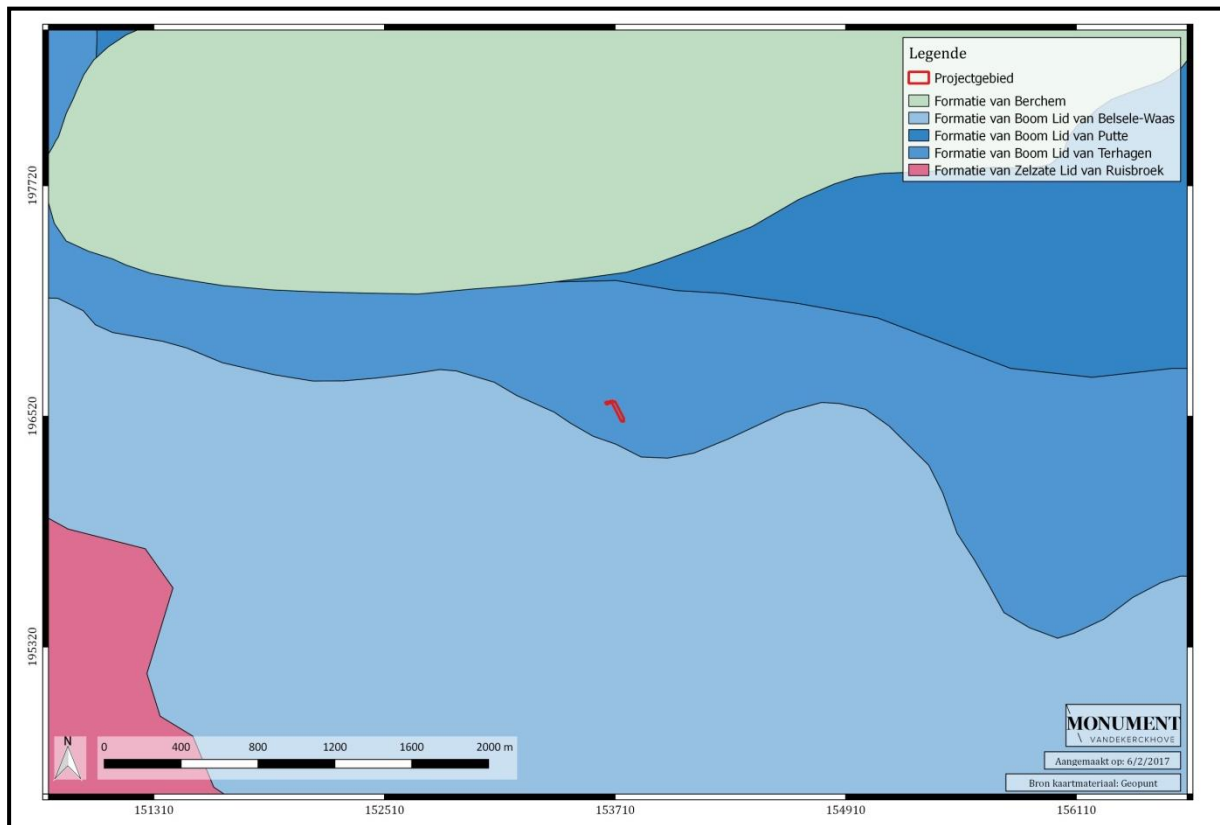 Legende
Projectgebied
Formatie van Berchem
Formatie van Boom Lid van Belsele-Waas
Formatie van Boom Lid van Putte
Formatie van Boom Lid van Terhagen
Formatie van Zelzate Lid van Ruisbroek
197720
196520
195320
N
0 400 800 1200 1600 2000 m
MONUMENT
VANDEKERCKHOVE
Aangemaakt op: 6/2/2017
Bron kaartmateriaal: Geopunt
151310 152510 153710 154910 156110